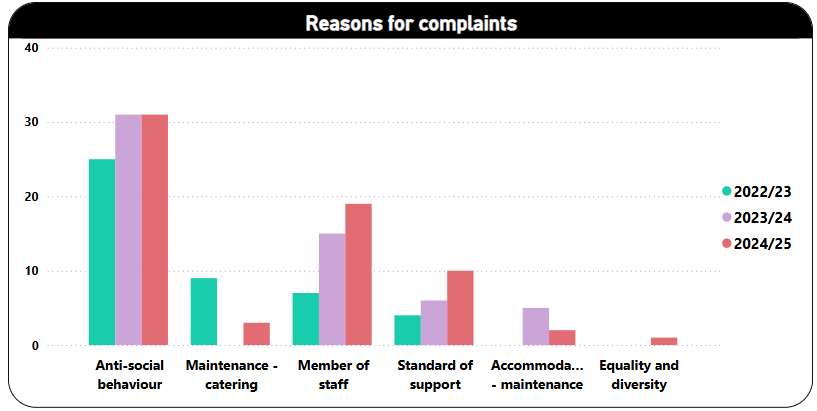 Reasons for complaints
40
30
20
10
0
2022/23
2023/24
2024/25
Anti-social
behaviour
Maintenance -
catering
Member of
staff
Standard of
support
Accommoda...
- maintenance
Equality and
diversity